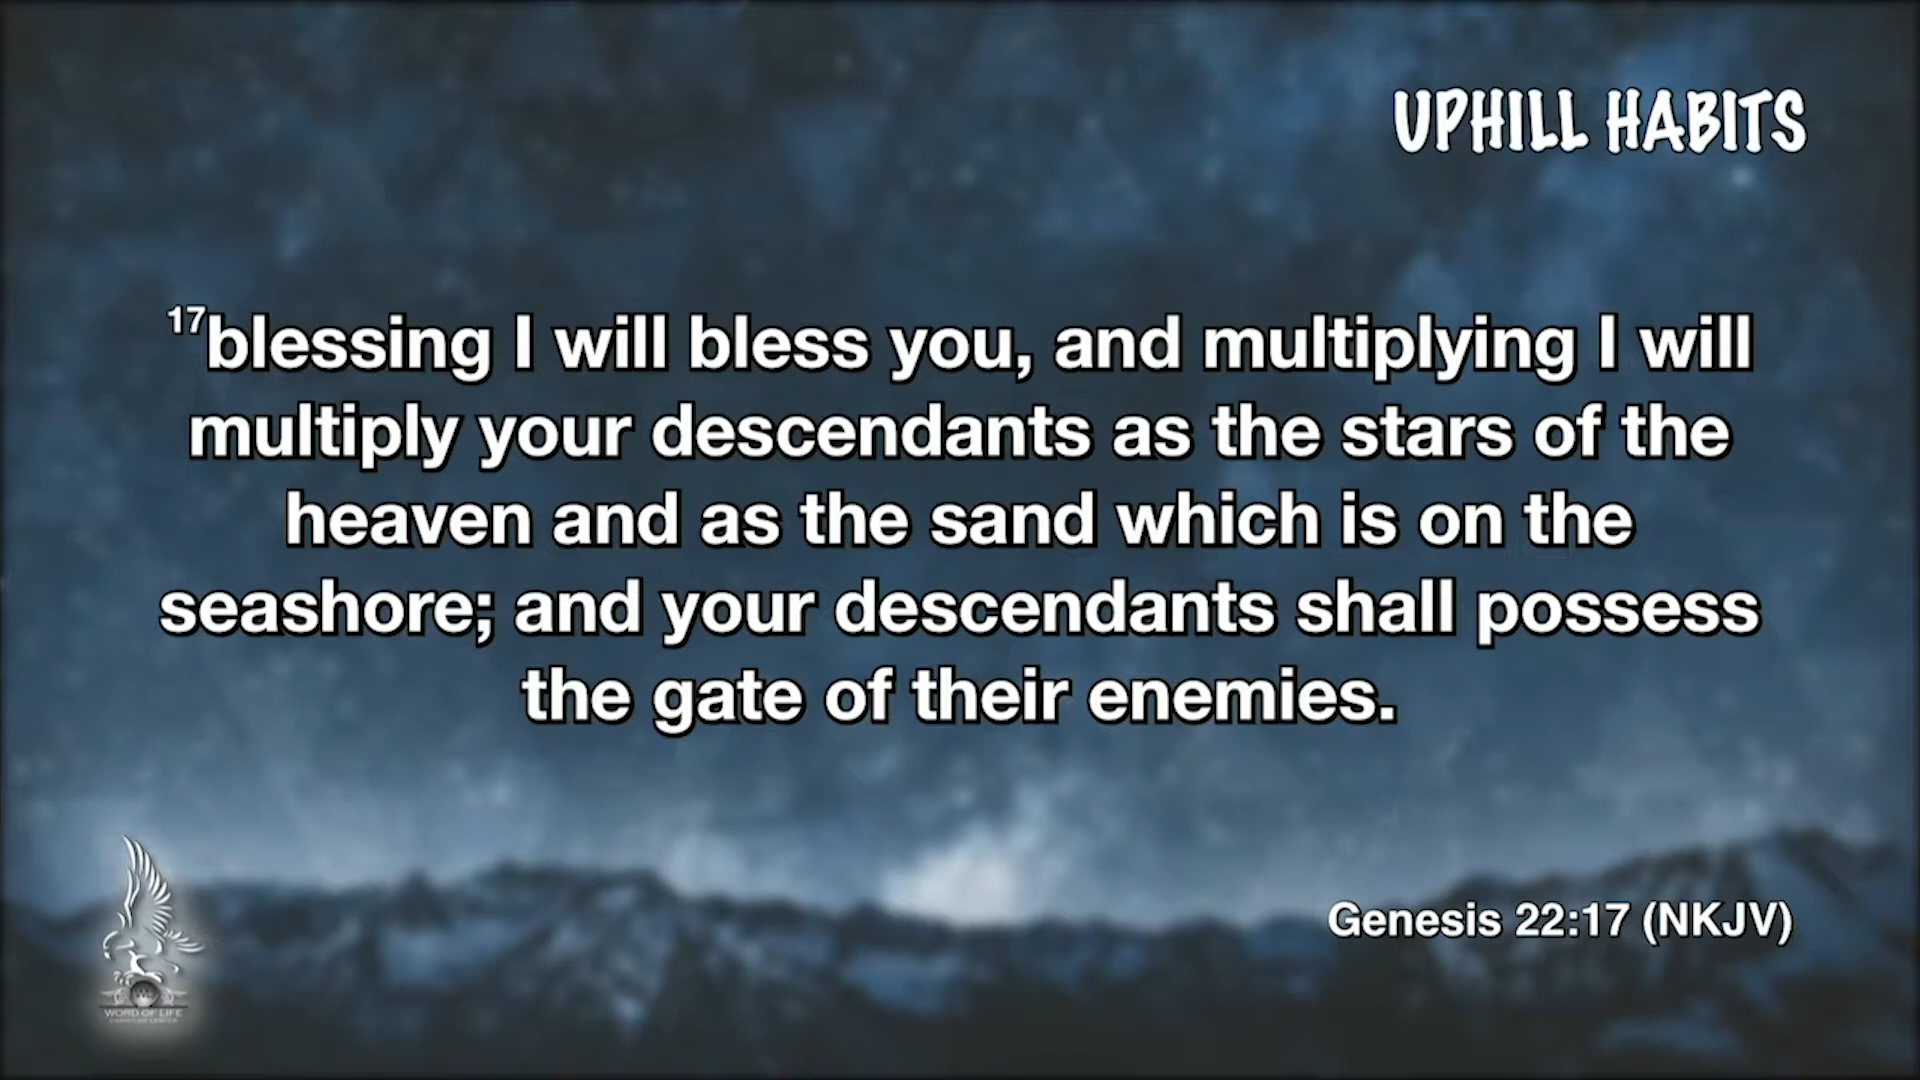 UPHILL HABITS
17blessing I will bless you, and multiplying I will
multiply your descendants as the stars of the
heaven and as the sand which is on the
seashore; and your descendants shall possess
the gate of their enemies.
Genesis 22:17 (NKJV)
WORD OF LIFE
CHRISTIAN CENTER